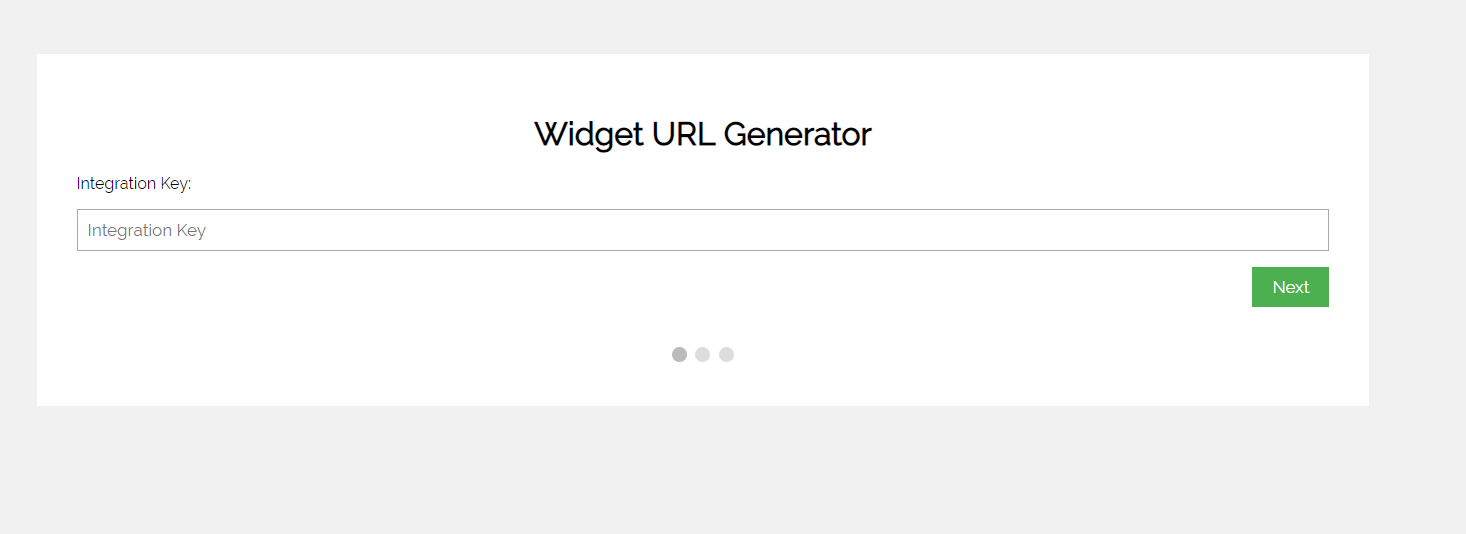 Widget URL Generator
Integration Key:
Integration Key
Next